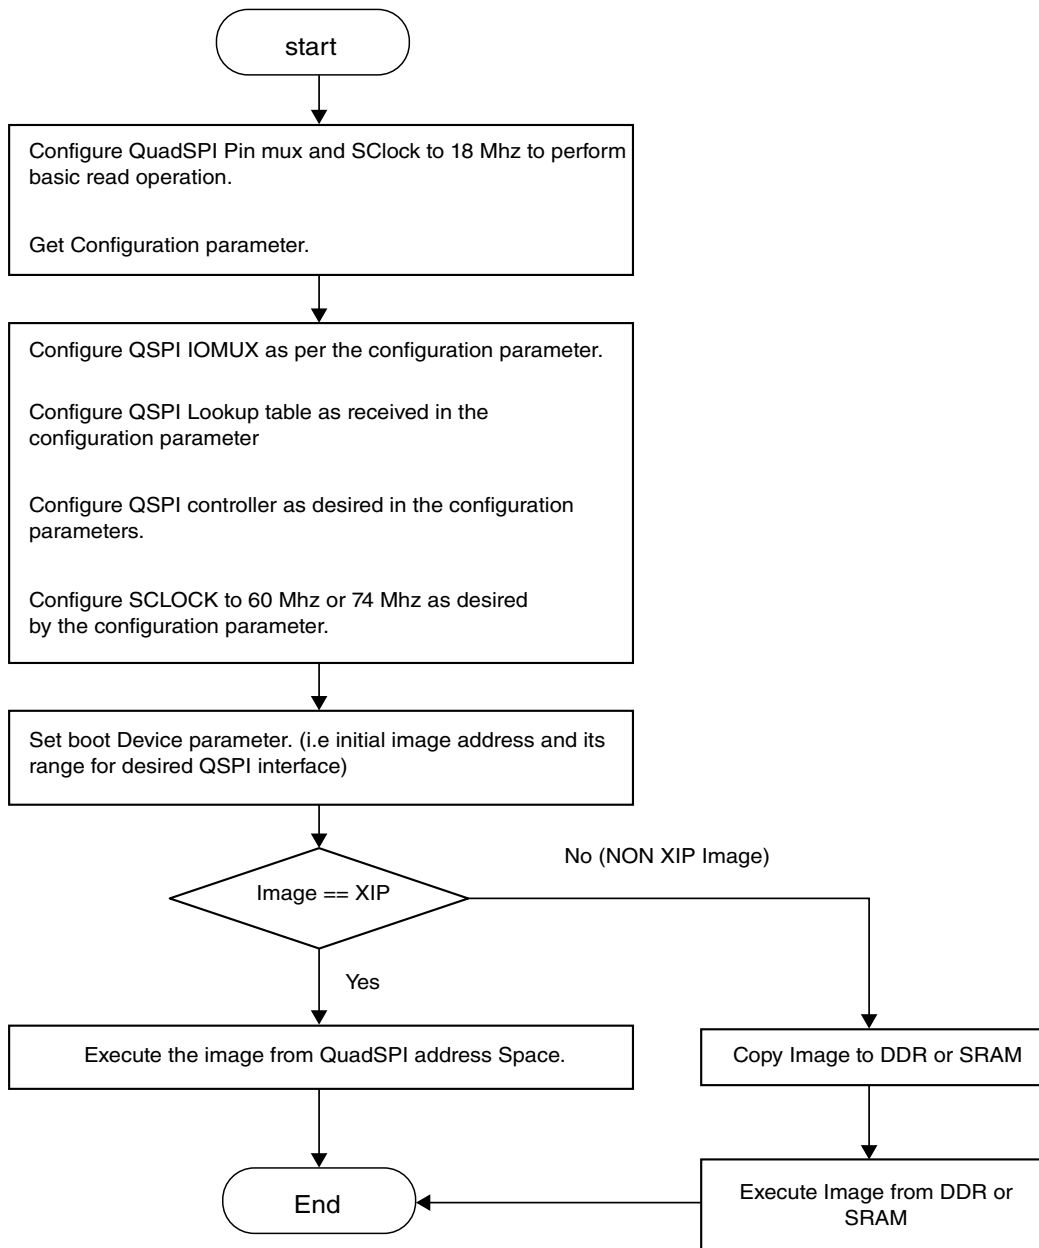 start
Configure QuadSPI Pin mux and SClock to 18 Mhz to perform
basic read operation.
Get Configuration parameter.
Configure QSPI IOMUX as per the configuration parameter.
Configure QSPI Lookup table as received in the
configuration parameter
Configure QSPI controller as desired in the configuration
parameters.
Configure SCLOCK to 60 Mhz or 74 Mhz as desired
by the configuration parameter.
Set boot Device parameter. (i.e initial image address and its
range for desired QSPI interface)
No (NON XIP Image)
Image == XIP
Yes
Execute the image from QuadSPI address Space.
Copy Image to DDR or SRAM
End
Execute Image from DDR or
SRAM